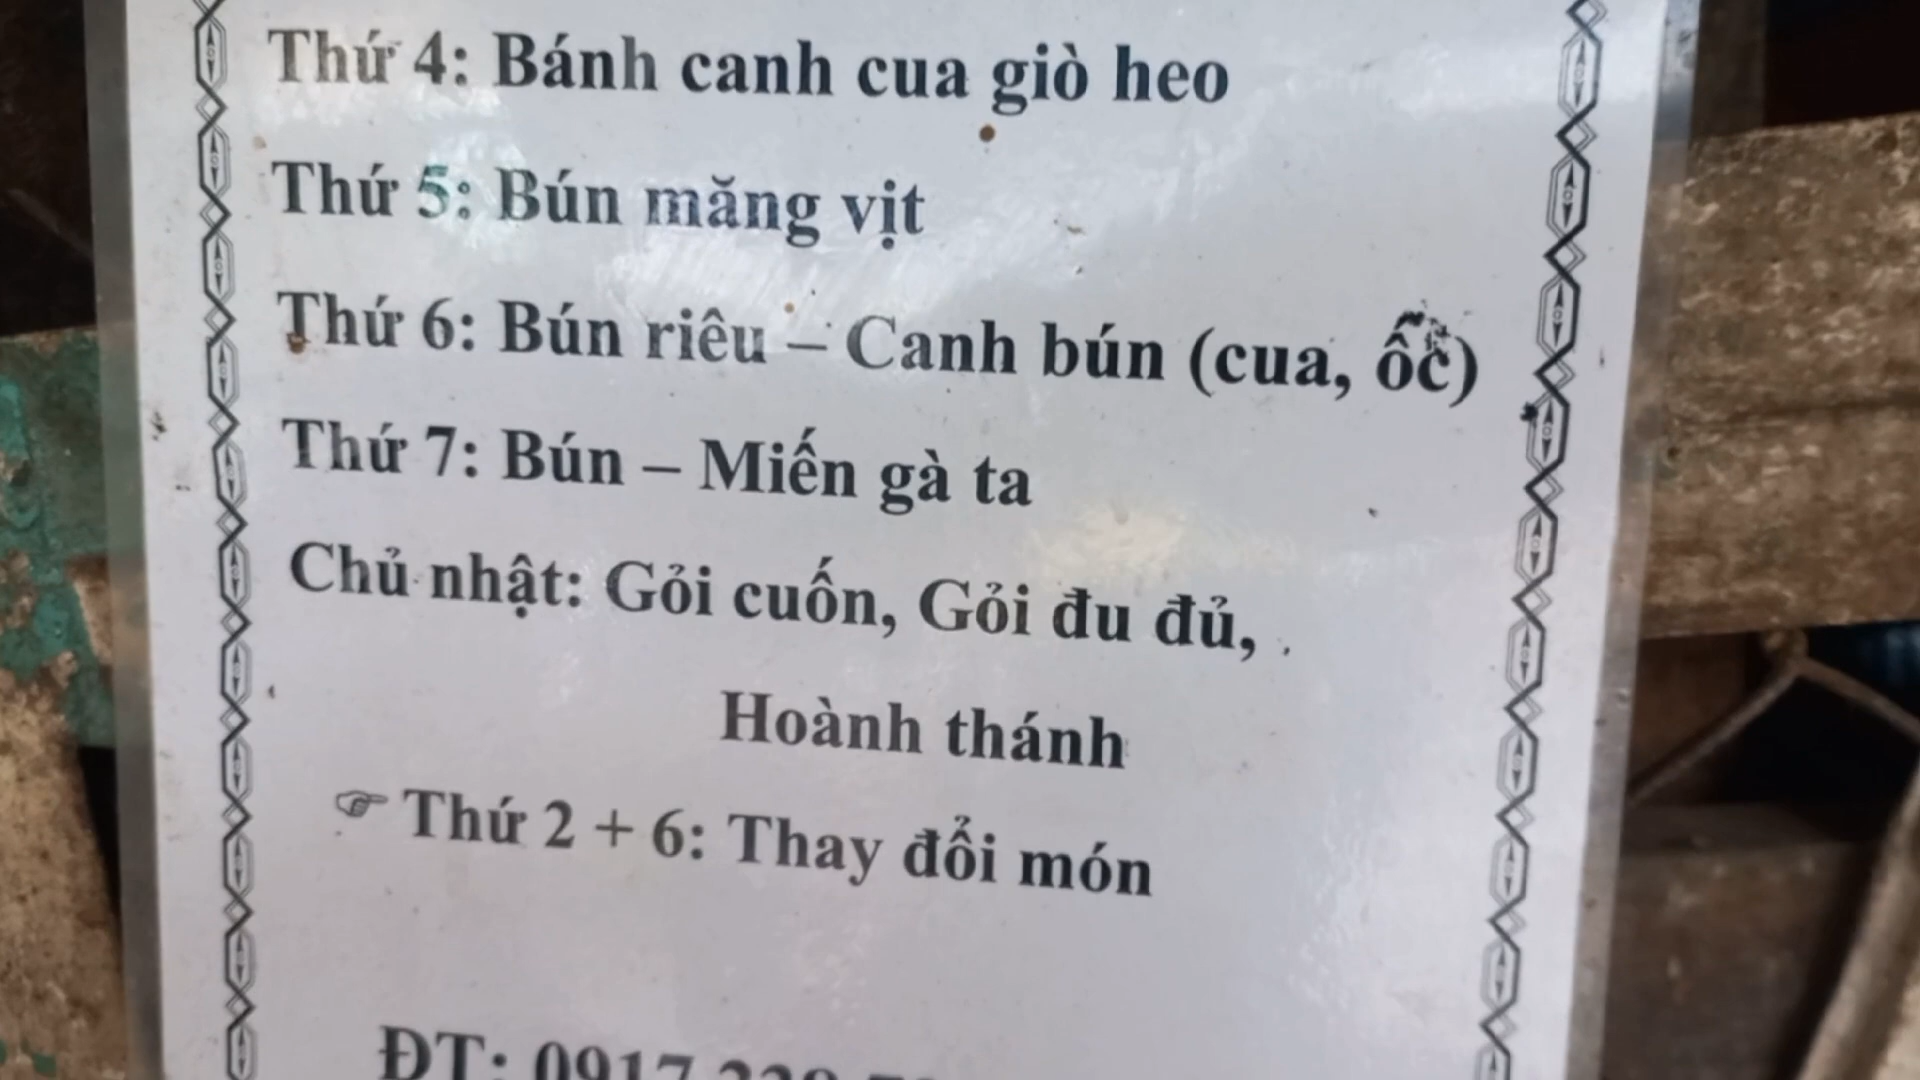 Thứ 4: Bánh canh cua giò heo
Thứ 5: Bún măng vịt
Thứ 6: Bún riêu – Canh bún (cua, ốc)
Thứ 7: Bún – Miến gà ta
Chủ nhật: Gỏi cuốn, Gỏi đu đủ,
Hoành thánh
☞ Thứ 2 + 6: Thay đổi món
ĐT: 0917